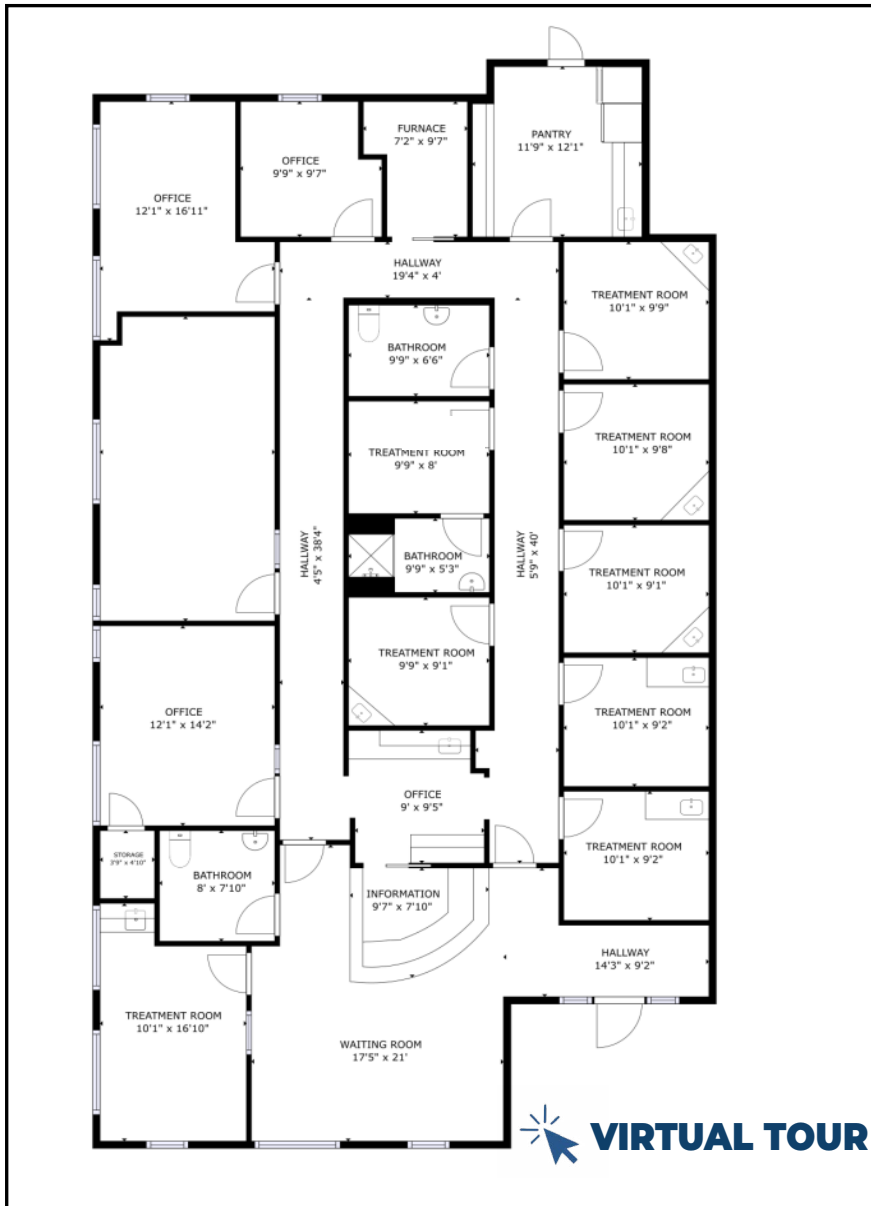 FURNACE
7'2" x 9'7"
PANTRY
11'9" x 12'1"
OFFICE
9'9" x 9'7"
OFFICE
12'1" x 16'11"
HALLWAY
19'4" x 4'
TREATMENT ROOM
10'1" x 9'9"
BATHROOM
9'9" x 6'6"
TREATMENT ROOM
10'1" x 9'8"
TREATMENT ROOM
9'9" x 8'
HALLWAY
4'5" x 38'4"
HALLWAY
5'9" x 40'
BATHROOM
9'9" x 5'3"
TREATMENT ROOM
10'1" x 9'1"
TREATMENT ROOM
9'9" x 9'1"
OFFICE
12'1" x 14'2"
TREATMENT ROOM
10'1" x 9'2"
OFFICE
9' x 9'5"
TREATMENT ROOM
10'1" x 9'2"
STORAGE
3'9" x 4'10"
BATHROOM
8' x 7'10"
INFORMATION
9'7" x 7'10"
HALLWAY
14'3" x 9'2"
TREATMENT ROOM
10'1" x 16'10"
WAITING ROOM
17'5" x 21'
VIRTUAL TOUR